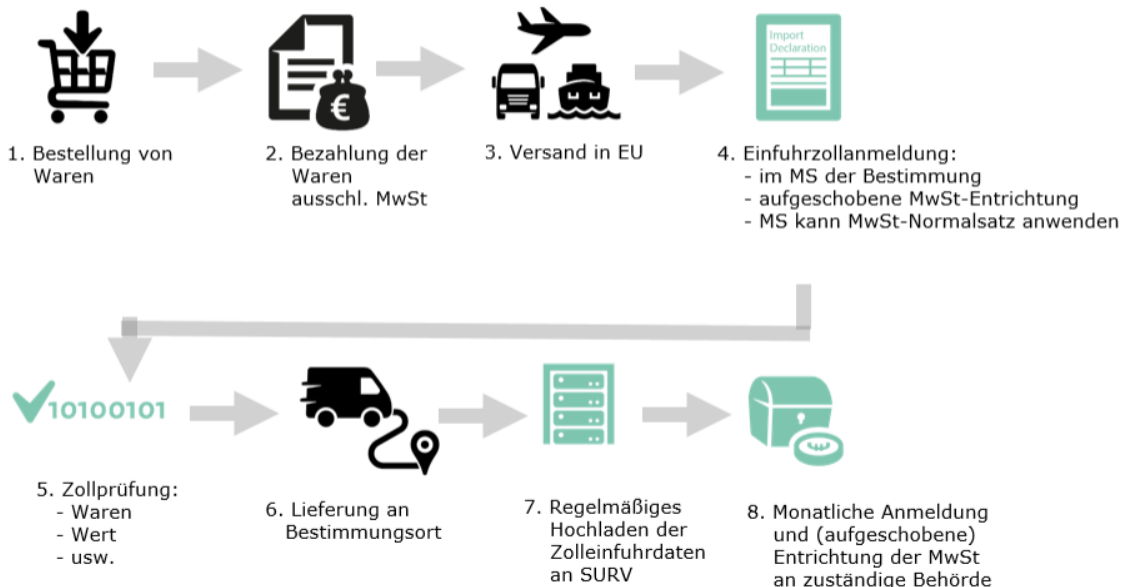 Import
Declaration
€
1. Bestellung von
Waren
2. Bezahlung der
Waren
ausschl. MwSt
3. Versand in EU
4. Einfuhrzollanmeldung:
- im MS der Bestimmung
- aufgeschobene MwSt-Entrichtung
- MS kann MwSt-Normalsatz anwenden
10100101
5. Zollprüfung:
- Waren
- Wert
- usw.
6. Lieferung an
Bestimmungsort
7. Regelmäßiges
Hochladen der
Zolleinfuhrdaten
an SURV
8. Monatliche Anmeldung
und (aufgeschobene)
Entrichtung der MwSt
an zuständige Behörde